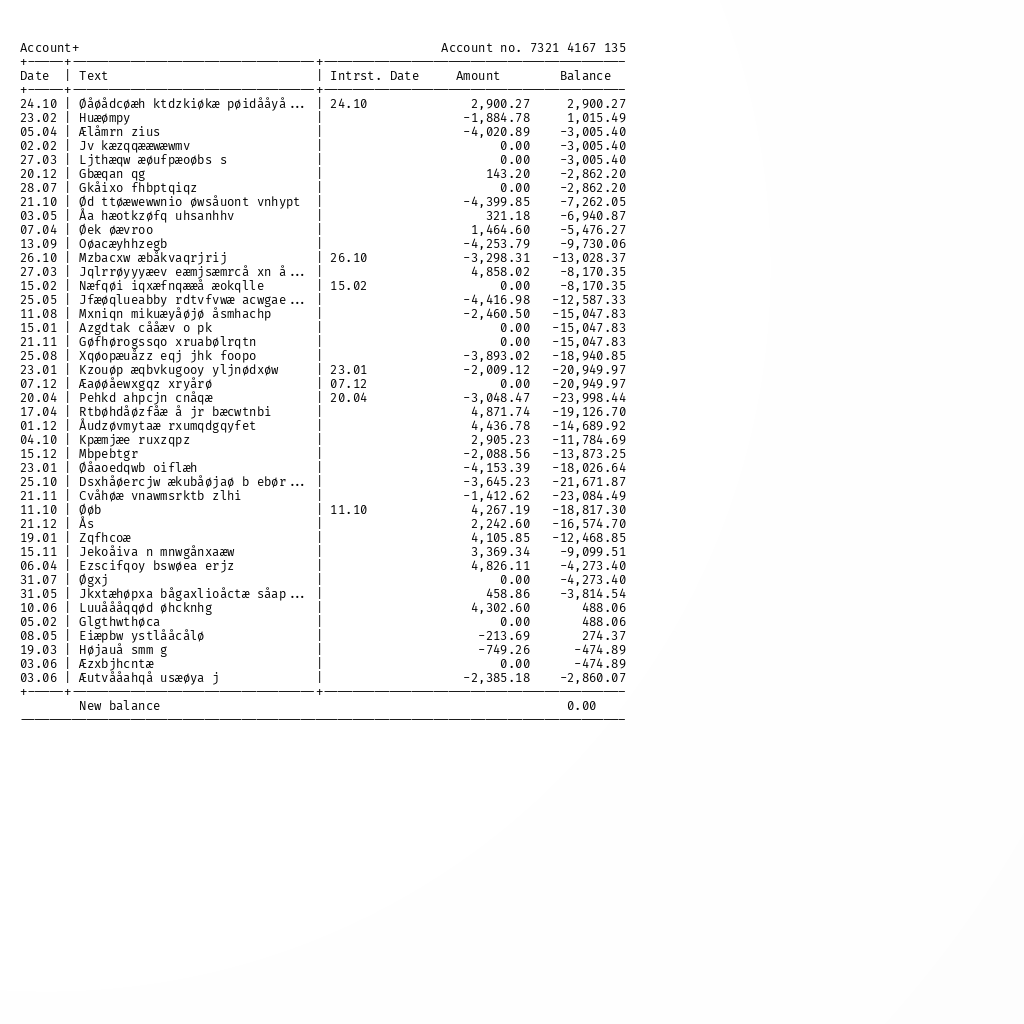 Account+ Account no. 7321 4167 135
Date | Text | Intrst. Date Amount Balance
24.10 | Øåøådcøæh ktdzkiøkæ pøidååyå... | 24.10 2,900.27 2,900.27
23.02 | Huæømpy | -1,884.78 1,015.49
05.04 | Ælåmrn zius | -4,020.89 -3,005.40
02.02 | Jv kæzqqææwæwmv | 0.00 -3,005.40
27.03 | Ljthæqw æøufpæoøbs s | 0.00 -3,005.40
20.12 | Gbæqan qg | 143.20 -2,862.20
28.07 | Gkåixo fhbptqiqz | 0.00 -2,862.20
21.10 | Ød ttøæwewwnio øwsåuont vnhypt | -4,399.85 -7,262.05
03.05 | Åa hæotkzøfq uhsanhhv | 321.18 -6,940.87
07.04 | Øek øævroo | 1,464.60 -5,476.27
13.09 | Oøacæyhhzegb | -4,253.79 -9,730.06
26.10 | Mzbacxw æbåkvaqrjrij | 26.10 -3,298.31 -13,028.37
27.03 | Jqlrrøyyyæev eæmjsæmrcå xn å... | 4,858.02 -8,170.35
15.02 | Næfqøi iqxæfnqææå æokqlle | 15.02 0.00 -8,170.35
25.05 | Jfæøqlueabby rdtvfvwæ acwgae... | -4,416.98 -12,587.33
11.08 | Mxniqn mikuæyåøjø åsmhachp | -2,460.50 -15,047.83
15.01 | Azgdtak cååæv o pk | 0.00 -15,047.83
21.11 | Gøfhørogssqo xruabølrqtn | 0.00 -15,047.83
25.08 | Xqøopæuåzz eqj jhk foopo | -3,893.02 -18,940.85
23.01 | Kzouøp æqbvkugooy yljnødxøw | 23.01 -2,009.12 -20,949.97
07.12 | Æaøøåewxgqz xryårø | 07.12 0.00 -20,949.97
20.04 | Pehkd ahpcjn cnåqæ | 20.04 -3,048.47 -23,998.44
17.04 | Rtbøhdåøzfåæ å jr bæcwtnbi | 4,871.74 -19,126.70
01.12 | Åudzøvmytaæ rxumqdgqyfet | 4,436.78 -14,689.92
04.10 | Kpæmjæe ruxzqpz | 2,905.23 -11,784.69
15.12 | Mbpebtgr | -2,088.56 -13,873.25
23.01 | Øåaoedqwb oiflæh | -4,153.39 -18,026.64
25.10 | Dsxhåøercjw ækubåøjaø b ebør... | -3,645.23 -21,671.87
21.11 | Cvåhøæ vnawmsrktb zlhi | -1,412.62 -23,084.49
11.10 | Øøb | 11.10 4,267.19 -18,817.30
21.12 | Ås | 2,242.60 -16,574.70
19.01 | Zqfhcoæ | 4,105.85 -12,468.85
15.11 | Jekoåiva n mnwgånxaæw | 3,369.34 -9,099.51
06.04 | Ezscifqoy bswøea erjz | 4,826.11 -4,273.40
31.07 | Øgxj | 0.00 -4,273.40
31.05 | Jkxtæhøpxa bågaxlioåctæ såap... | 458.86 -3,814.54
10.06 | Luuåååqqød øhcknhg | 4,302.60 488.06
05.02 | Glgthwthøca | 0.00 488.06
08.05 | Eiæpbw ystlååcålø | -213.69 274.37
19.03 | Højauå smm g | -749.26 -474.89
03.06 | Æzxbjhcntæ | 0.00 -474.89
03.06 | Æutvååahqå usæøya j | -2,385.18 -2,860.07
New balance 0.00